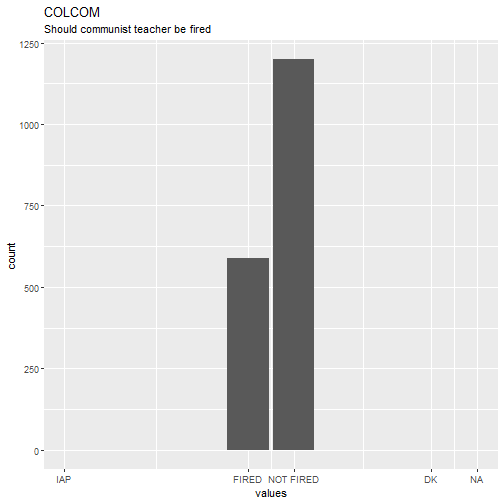 COLCOM
Should communist teacher be fired
1250
1000
750
500
250
0
count
IAP FIRED NOT FIRED DK NA
values